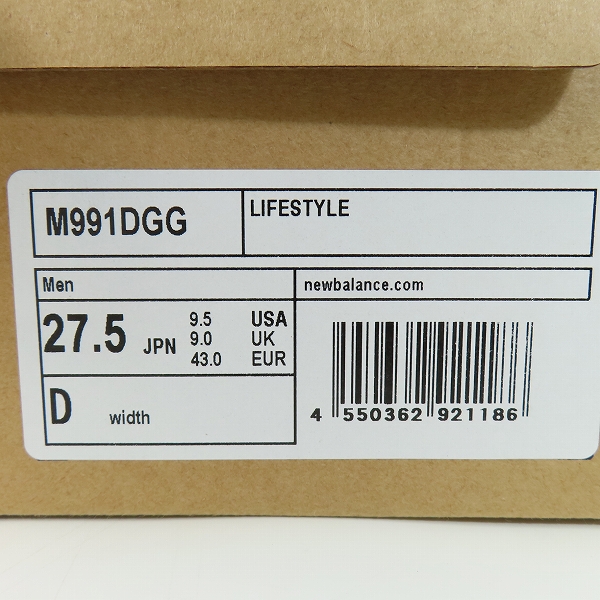 M991DGG
LIFESTYLE
Men
newbalance.com
27.5 JPN
9.5 USA
9.0 UK
43.0 EUR
D width
4 550362 921186